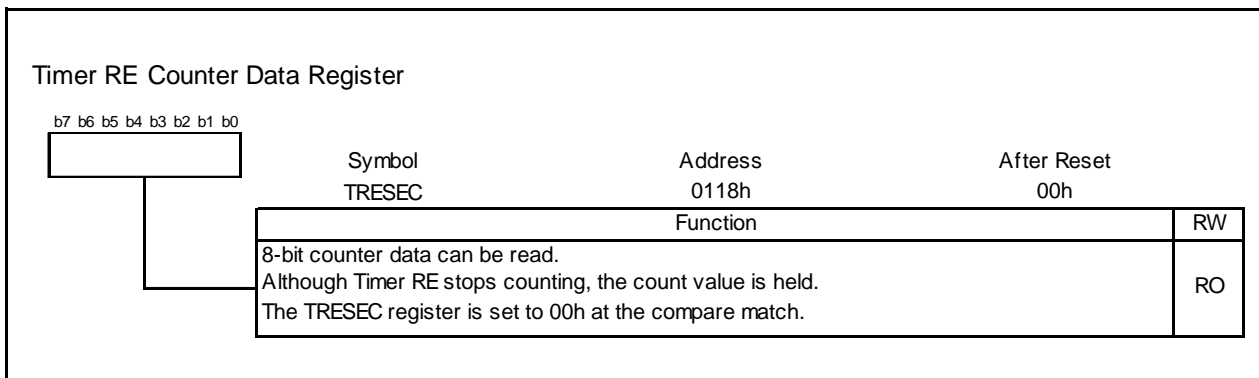 Timer RE Counter Data Register
b7 b6 b5 b4 b3 b2 b1 b0
Symbol Address After Reset
TRESEC 0118h 00h
Function RW
8-bit counter data can be read.
Although Timer RE stops counting, the count value is held.
The TRESEC register is set to 00h at the compare match.
RO